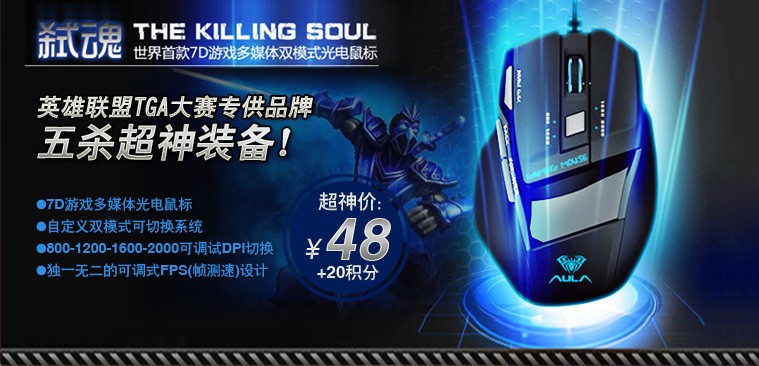 弑魂
THE KILLING SOUL
世界首款7D游戏多媒体双模式光电鼠标
英雄联盟TGA大赛专供品牌
五杀超神装备!
●7D游戏多媒体光电鼠标
●自定义双模式可切换系统
●800-1200-1600-2000可调试DPI切换
●独一无二的可调式FPS(帧测速)设计
超神价:
¥48
+20积分
GAMING MOUSE
AULA